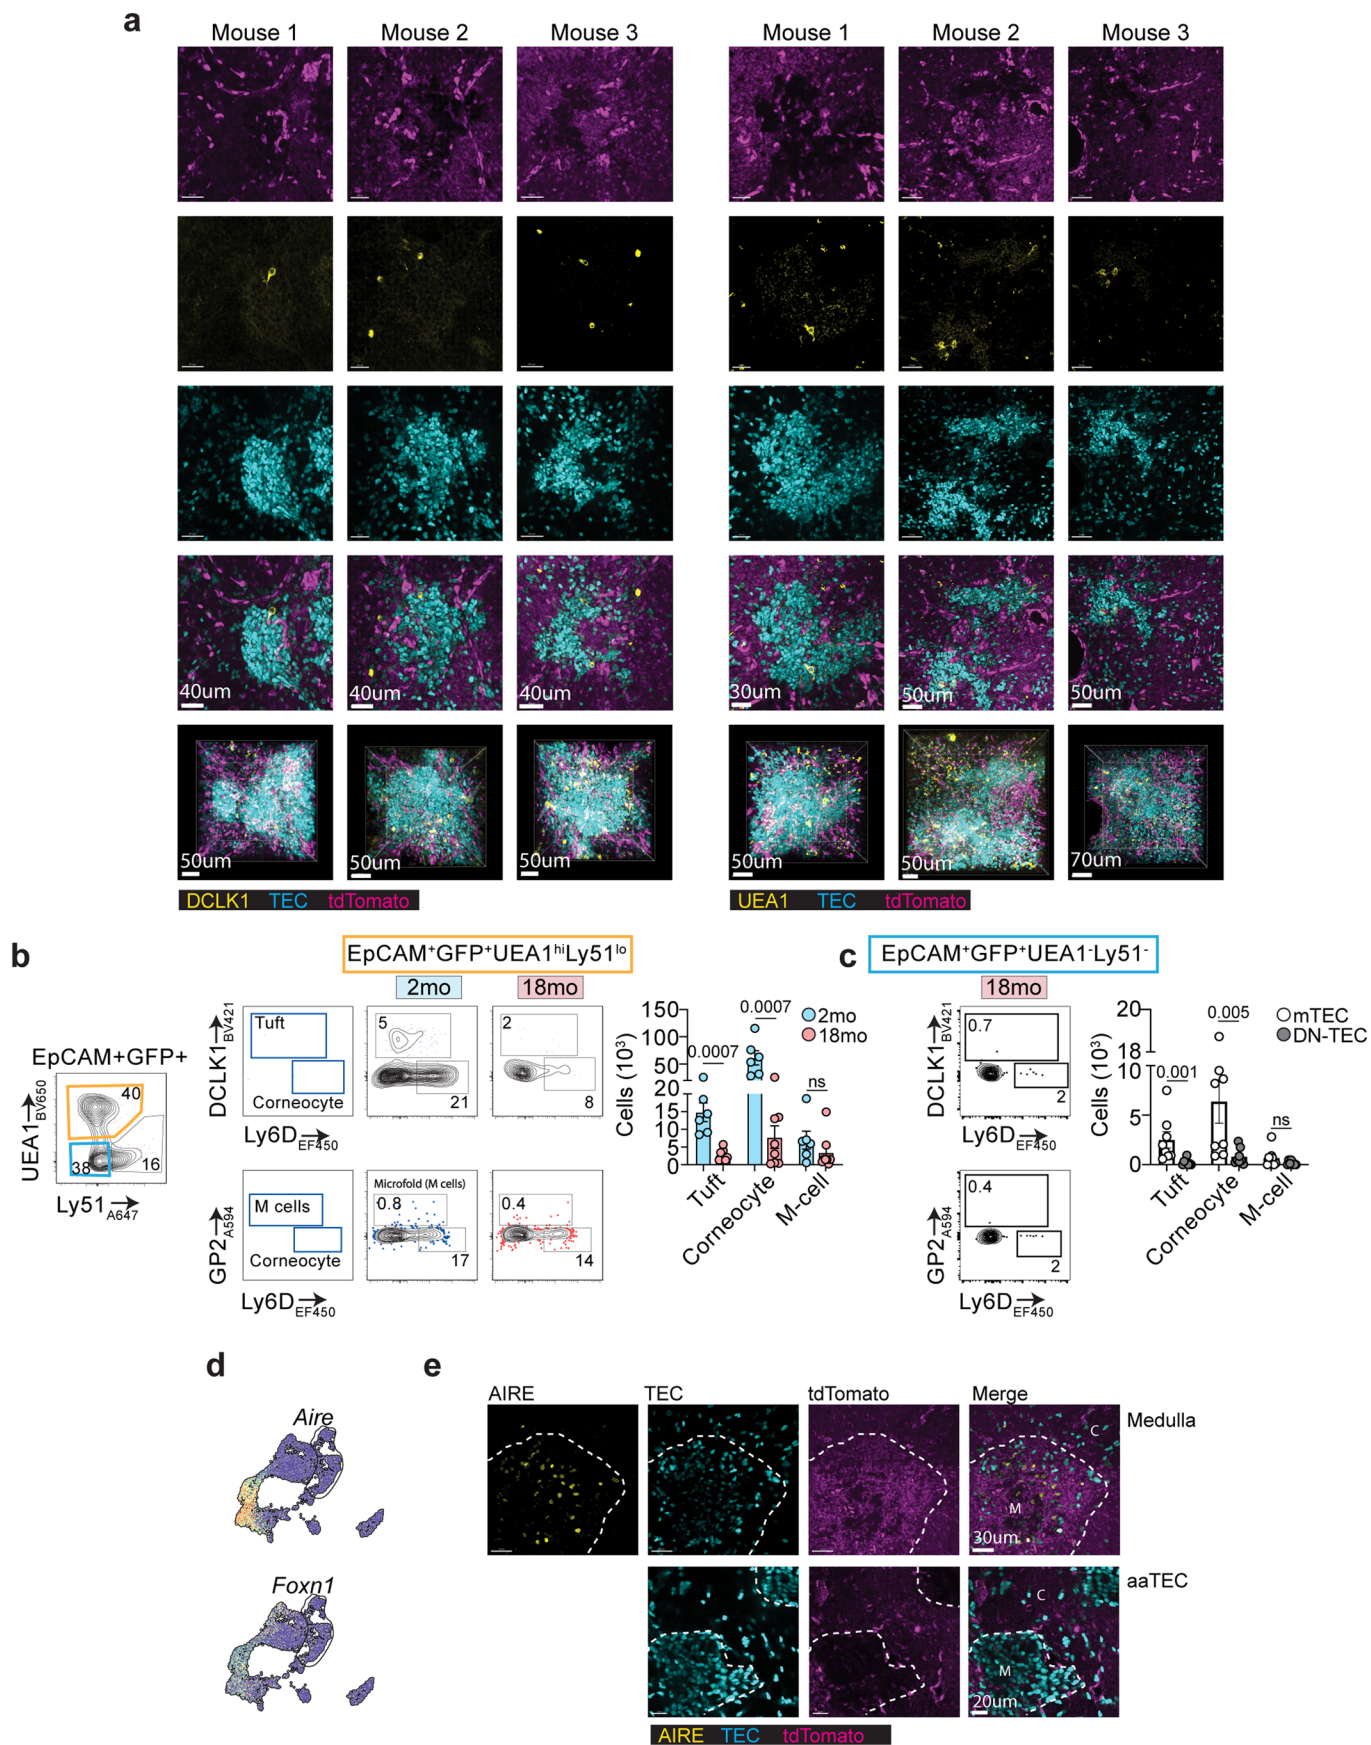 a
Mouse 1 Mouse 2 Mouse 3 Mouse 1 Mouse 2 Mouse 3
40um 40um 40um 30um 50um 50um
50um 50um 50um 50um 50um 70um
DCLK1 TEC tdTomato UEA1 TEC tdTomato
b
EpCAM+GFP+
UEA1 BV650
40
38
16
Ly51 A647
EpCAM⁺GFP⁺UEA1ʰⁱLy51ˡᵒ
2mo 18mo
DCLK1 BV421
Tuft
Corneocyte
5
21
2
8
Ly6D EF450
GP2 A594
M cells
Corneocyte
Microfold (M cells)
0.8
17
0.4
14
Ly6D EF450
Cells (10³)
150
100
50
20
20
15
10
5
0
0.0007
0.0007
ns
2mo
18mo
Tuft
Corneocyte
M-cell
c
EpCAM⁺GFP⁺UEA1⁻Ly51⁻
18mo
DCLK1 BV421
0.7
2
Ly6D EF450
GP2 A594
0.4
2
Ly6D EF450
Cells (10³)
20
18
10
5
0
0.001
0.005
ns
mTEC
DN-TEC
Tuft
Corneocyte
M-cell
d
Aire
Foxn1
e
AIRE TEC tdTomato Merge
Medulla
C
M
30um
aaTEC
C
M
20um
AIRE TEC tdTomato